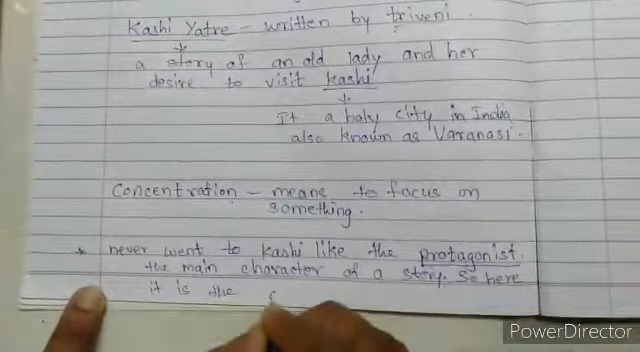 Kashi Yatre - written by triveni.
a story of an old lady and her
desire to visit kashi
It a holy city in India
also known as 'Varanasi.
Concentration - means to focus on
something.
* never went to kashi like the protagonist.
the main character of a story. So here
it is the
PowerDirector